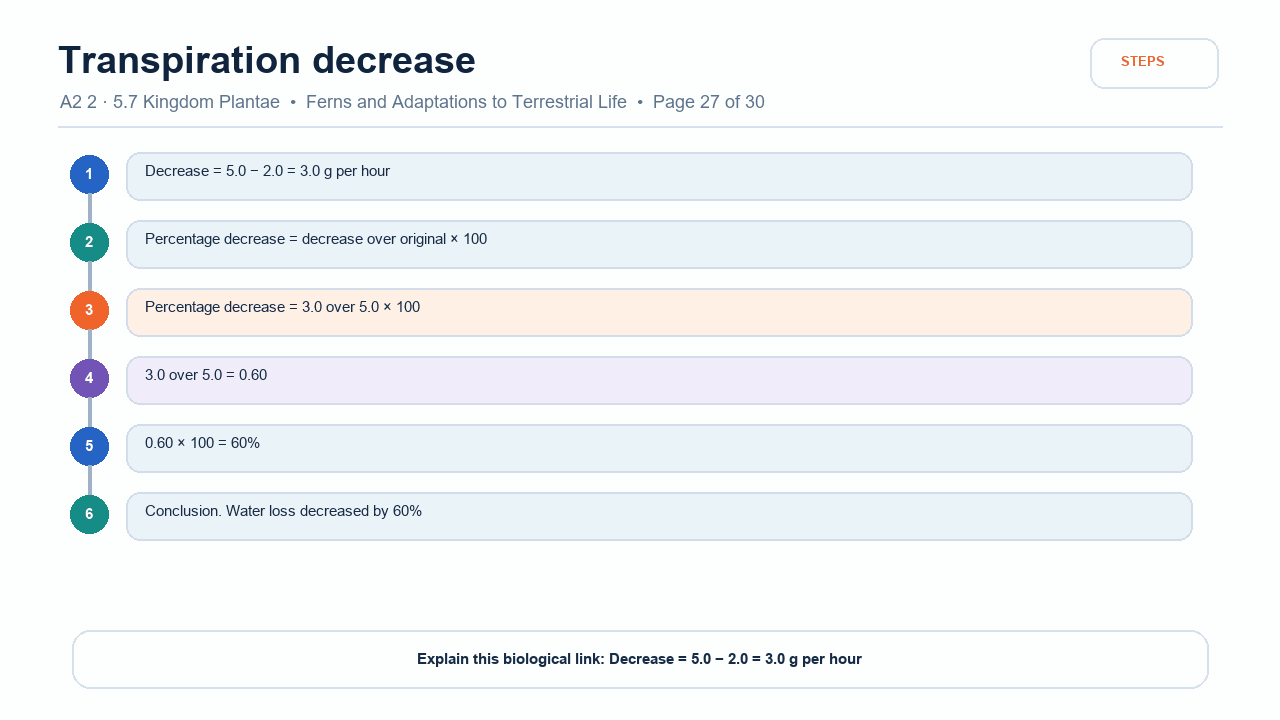 Transpiration decrease
STEPS
A2 2 · 5.7 Kingdom Plantae • Ferns and Adaptations to Terrestrial Life • Page 27 of 30
1
Decrease = 5.0 − 2.0 = 3.0 g per hour
2
Percentage decrease = decrease over original × 100
3
Percentage decrease = 3.0 over 5.0 × 100
4
3.0 over 5.0 = 0.60
5
0.60 × 100 = 60%
6
Conclusion. Water loss decreased by 60%
Explain this biological link: Decrease = 5.0 − 2.0 = 3.0 g per hour